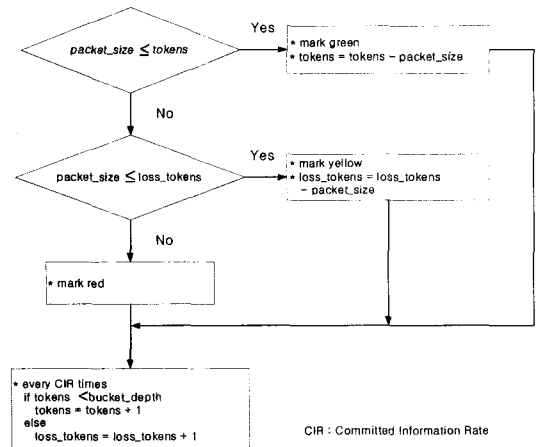 packet_size ≤ tokens
Yes
* mark green
* tokens = tokens − packet_size
No
packet_size ≤ loss_tokens
Yes
* mark yellow
* loss_tokens = loss_tokens
− packet_size
No
* mark red
* every CIR times
if tokens <bucket_depth
tokens = tokens + 1
else
loss_tokens = loss_tokens + 1
CIR : Committed Information Rate